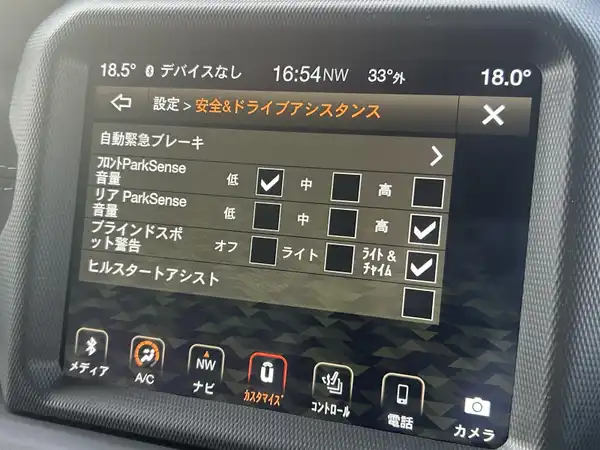 18.5° デバイスなし 16:54 NW 33°外 18.0°
設定 > 安全&ドライブアシスタンス
自動緊急ブレーキ
ﾌﾛﾝﾄParkSense
音量 低 中 高
リア ParkSense
音量 低 中 高
ブラインドスポ
ット警告 オフ ライト ﾗｲﾄ &
ﾁｬｲﾑ
ヒルスタートアシスト
NW
メディア A/C ナビ ｶｽﾀﾏｲｽﾞ ｺﾝﾄﾛｰﾙ 電話 カメラ